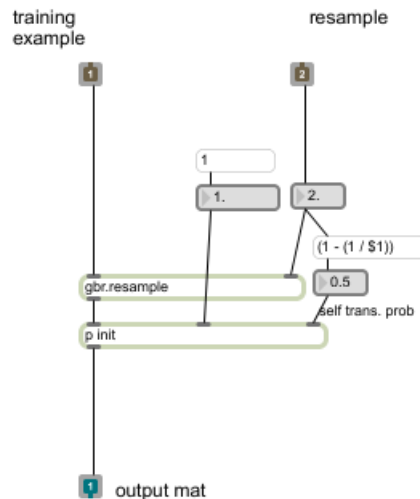 training
example
resample
1
2
1
1.
2.
(1 - (1 / $1))
gbr.resample
0.5
self trans. prob
p init
1
output mat